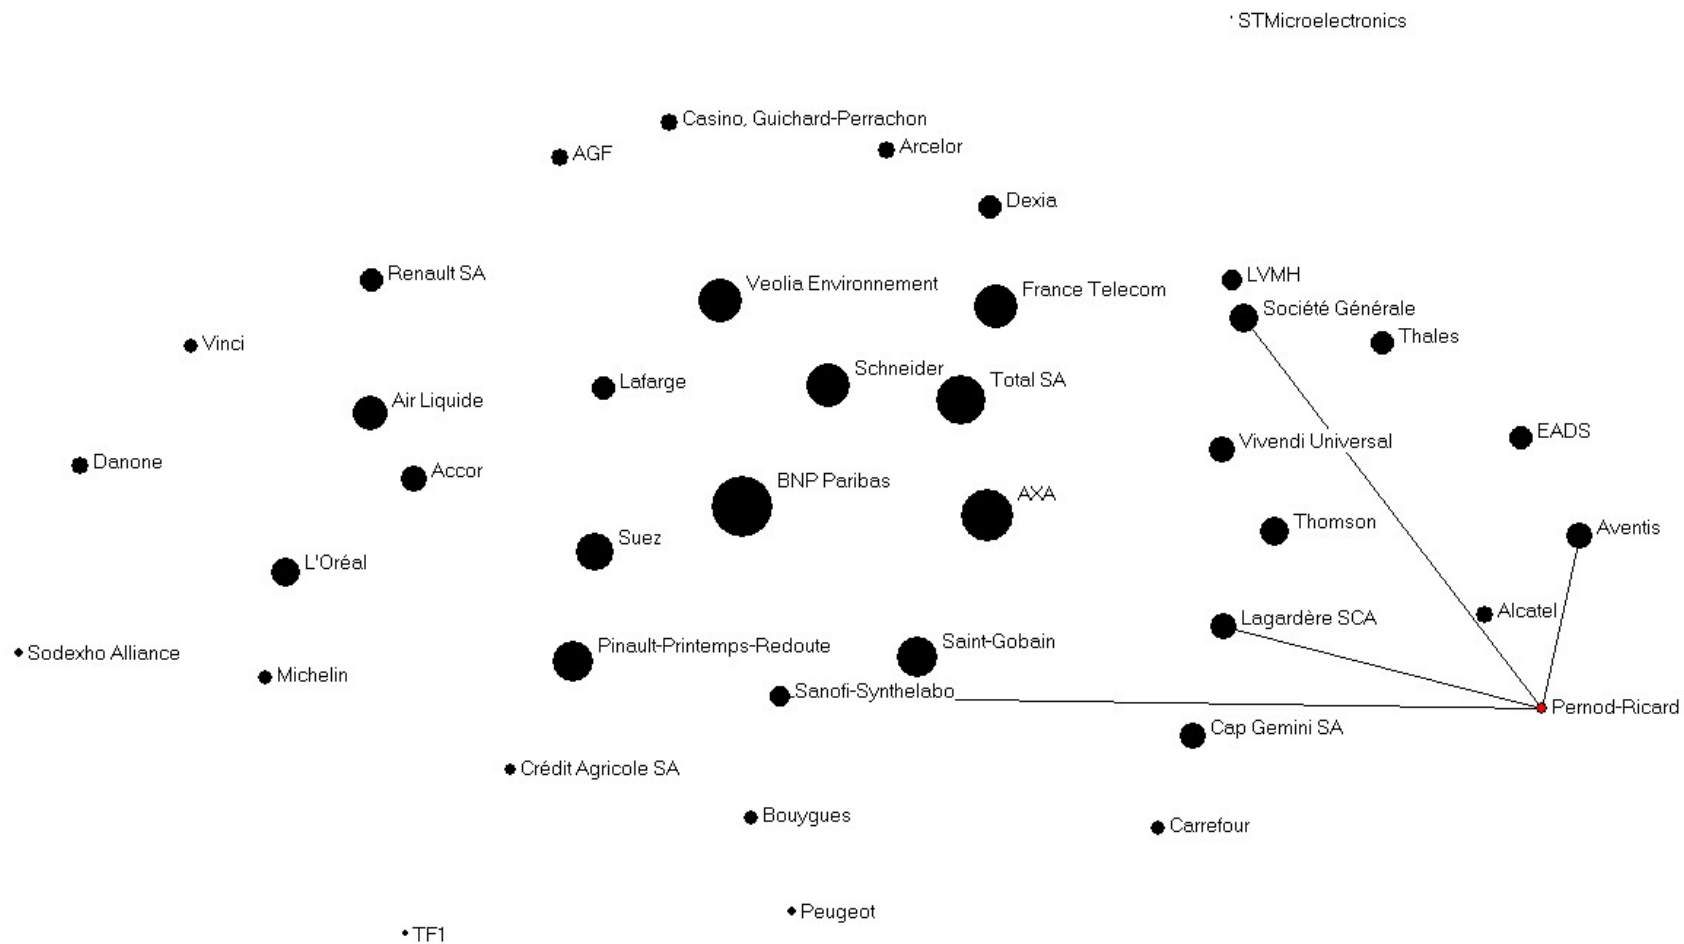 STMicroelectronics
Casino, Guichard-Perrachon
Arcelor
AGF
Dexia
Renault SA
LVMH
Veolia Environnement
France Telecom
Société Générale
Thales
Vinci
Schneider
Total SA
Lafarge
Air Liquide
EADS
Vivendi Universal
Danone
Accor
BNP Paribas
AXA
Thomson
Aventis
Suez
L'Oréal
Alcatel
Lagardère SCA
Saint-Gobain
Pinault-Printemps-Redoute
Sodexho Alliance
Michelin
Sanofi-Synthelabo
Pernod-Ricard
Cap Gemini SA
Crédit Agricole SA
Bouygues
Carrefour
Peugeot
TF1